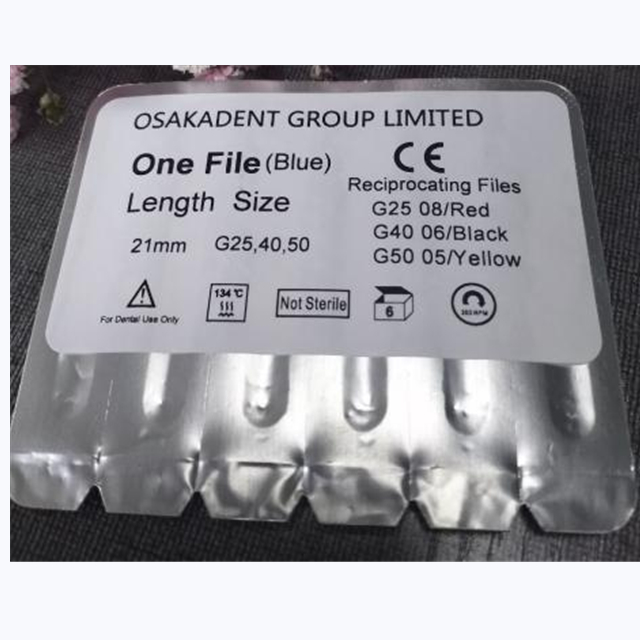 OSAKADENT GROUP LIMITED
One File (Blue)
CE
Length Size
Reciprocating Files
21mm G25,40,50
G25 08/Red
G40 06/Black
G50 05/Yellow
For Dental Use Only
134 °C
Not Sterile
6